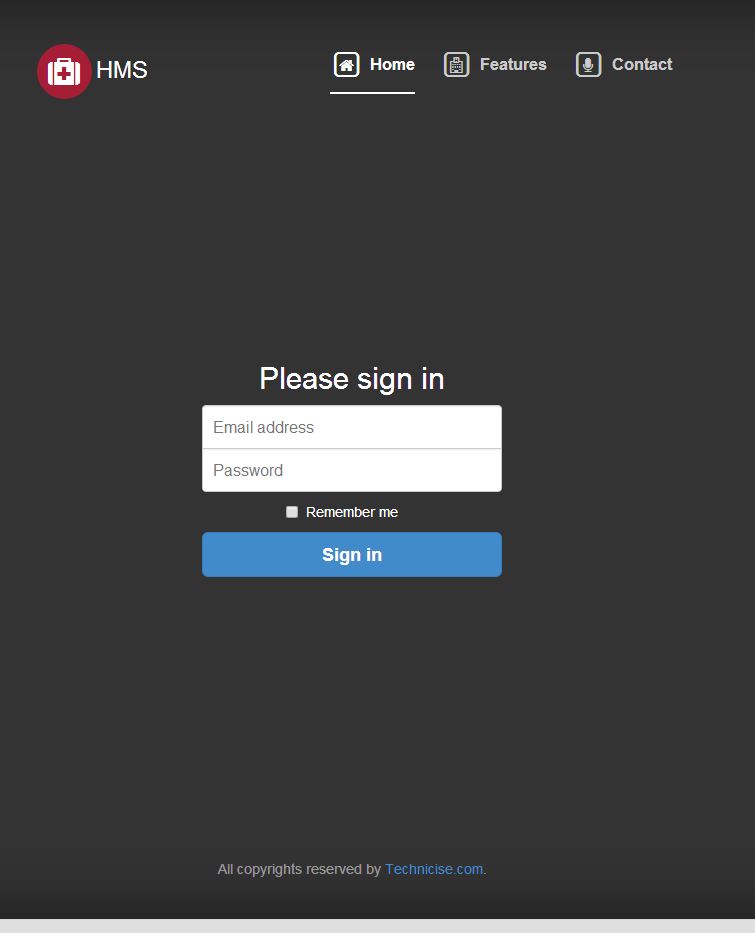 HMS
Home Features Contact
Please sign in
Email address
Password
Remember me
Sign in
All copyrights reserved by Technicise.com.